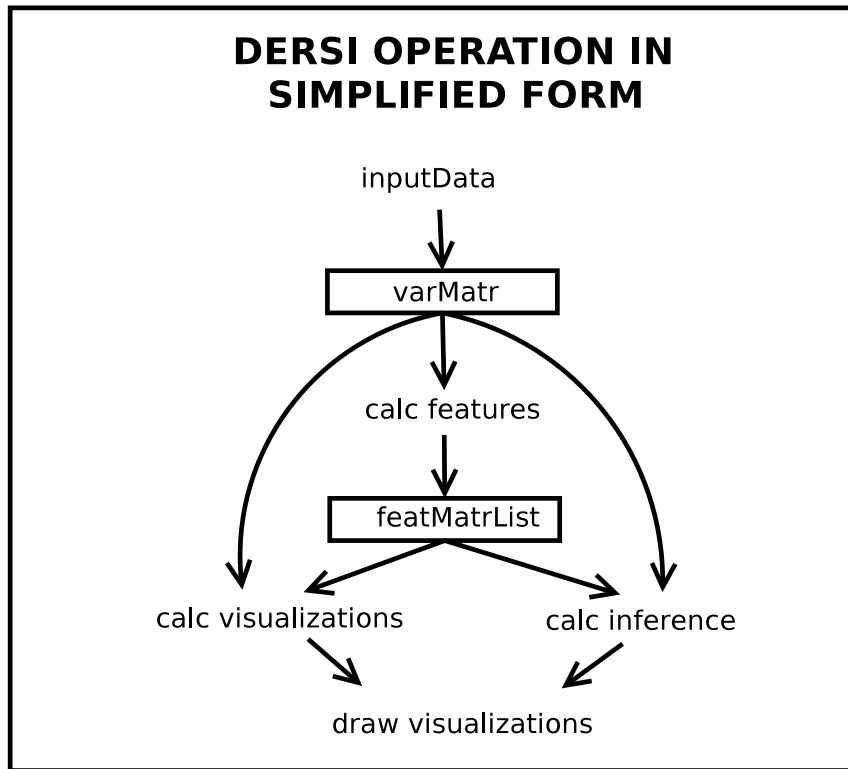 DERSI OPERATION IN
SIMPLIFIED FORM
inputData
varMatr
calc features
featMatrList
calc visualizations
calc inference
draw visualizations